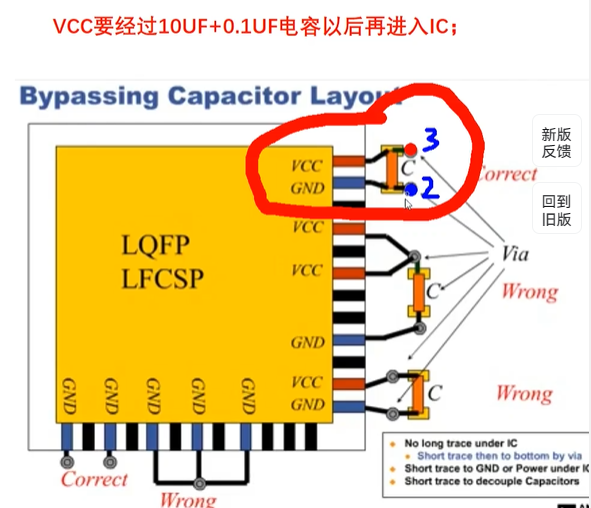 VCC要经过10UF+0.1UF电容以后再进入IC；
Bypassing Capacitor Layout
新版
反馈
3
VCC
C
Correct
GND
2
回到
旧版
VCC
LQFP
LFCSP
VCC
Via
C
Wrong
GND
VCC
C
Wrong
GND
GND
GND
GND
GND
GND
No long trace under IC
Short trace then to bottom by via
Short trace to GND or Power under IC
Short trace to decouple Capacitors
Correct
Wrong